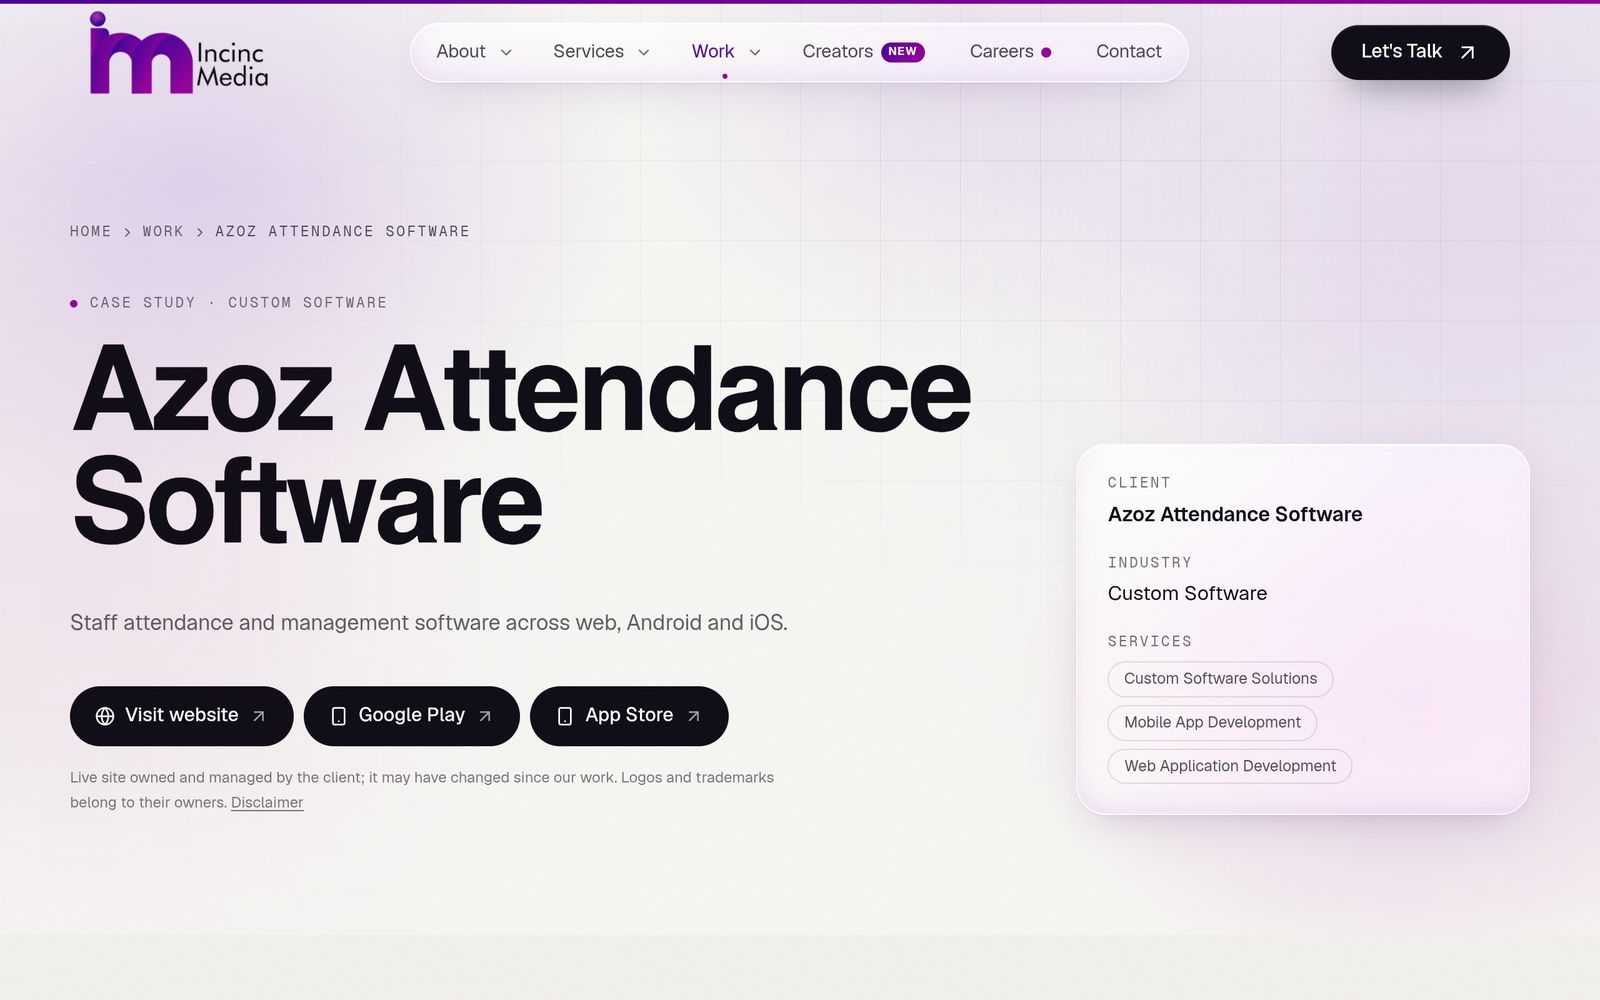 Incinc
Media
About
Services
Work
Creators NEW
Careers
Contact
Let's Talk
HOME > WORK > AZOZ ATTENDANCE SOFTWARE
CASE STUDY · CUSTOM SOFTWARE
Azoz Attendance
Software
Staff attendance and management software across web, Android and iOS.
Visit website
Google Play
App Store
Live site owned and managed by the client; it may have changed since our work. Logos and trademarks
belong to their owners. Disclaimer
CLIENT
Azoz Attendance Software
INDUSTRY
Custom Software
SERVICES
Custom Software Solutions
Mobile App Development
Web Application Development